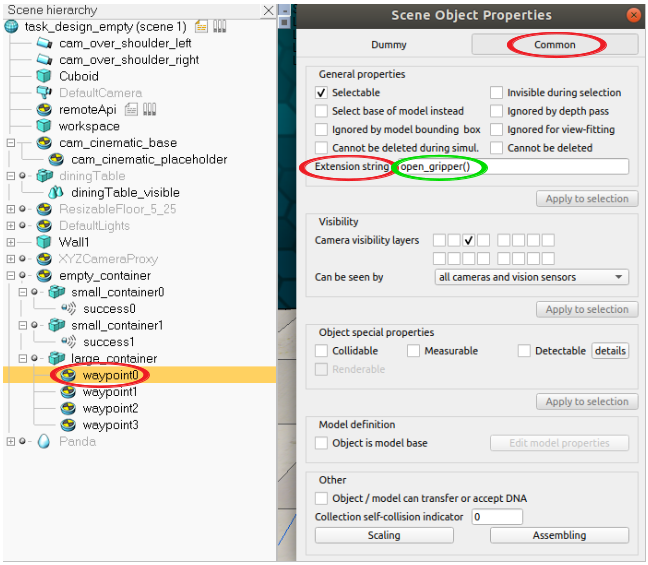 Scene hierarchy
task_design_empty (scene 1)
cam_over_shoulder_left
cam_over_shoulder_right
Cuboid
DefaultCamera
remoteApi
workspace
cam_cinematic_base
cam_cinematic_placeholder
diningTable
diningTable_visible
ResizableFloor_5_25
DefaultLights
Wall1
XYZCameraProxy
empty_container
small_container0
success0
small_container1
success1
large_container
waypoint0
waypoint1
waypoint2
waypoint3
Panda
Scene Object Properties
Dummy Common
General properties
Selectable Invisible during selection
Select base of model instead Ignored by depth pass
Ignored by model bounding box Ignored for view-fitting
Cannot be deleted during simul. Cannot be deleted
Extension string open_gripper()
Apply to selection
Visibility
Camera visibility layers
Can be seen by all cameras and vision sensors
Apply to selection
Object special properties
Collidable Measurable Detectable details
Renderable
Apply to selection
Model definition
Object is model base Edit model properties
Other
Object / model can transfer or accept DNA
Collection self-collision indicator 0
Scaling Assembling